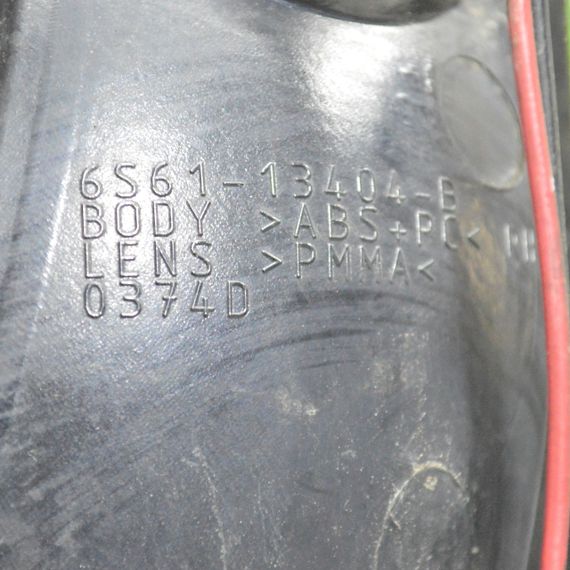 6S61-13404-B
BODY >ABS+PC<
LENS >PMMA<
0374D